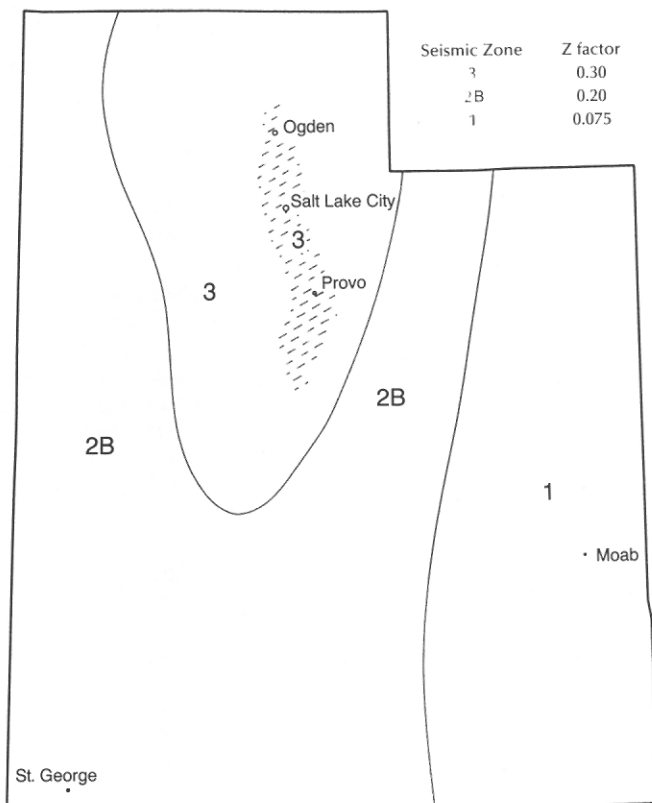 Seismic Zone Z factor
3 0.30
2B 0.20
1 0.075
Ogden
Salt Lake City
3
Provo
3
2B
2B
1
Moab
St. George